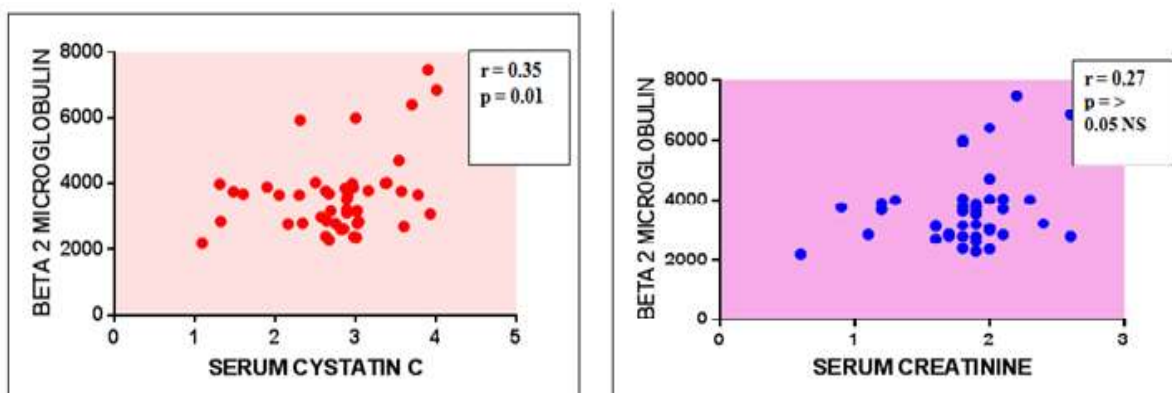 8000
6000
4000
2000
0
BETA 2 MICROGLOBULIN
0 1 2 3 4 5
SERUM CYSTATIN C
r = 0.35
p = 0.01
8000
6000
4000
2000
0
BETA 2 MICROGLOBULIN
0 1 2 3
SERUM CREATININE
r = 0.27
p = >
0.05 NS